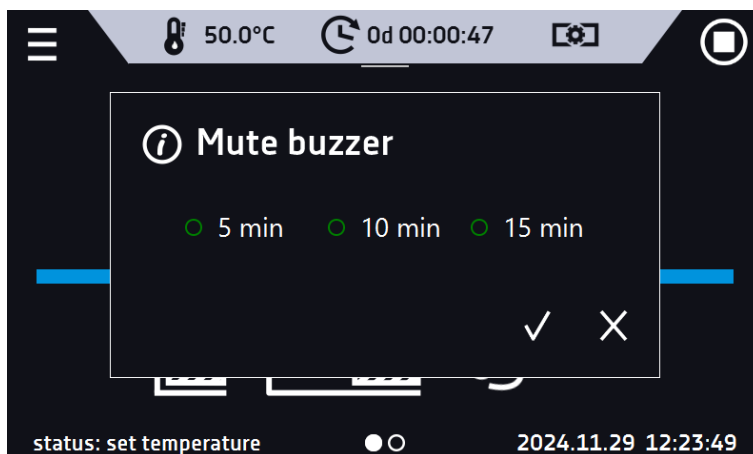 50.0°C 0d 00:00:47
Mute buzzer
5 min 10 min 15 min
status: set temperature 2024.11.29 12:23:49